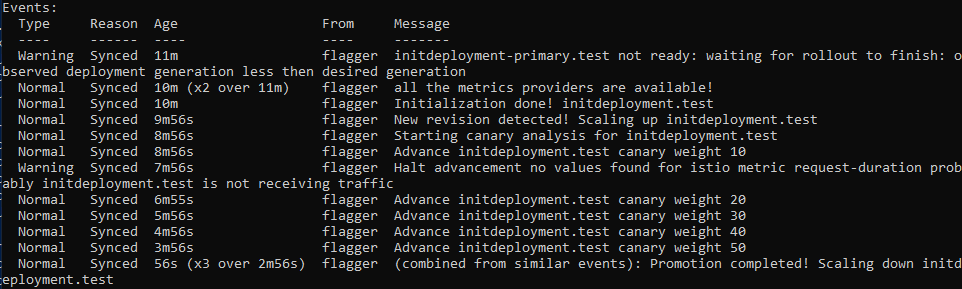 Events:
  Type     Reason  Age                  From     Message
  ----     ------  ----                 ----     -------
  Warning  Synced  11m                  flagger  initdeployment-primary.test not ready: waiting for rollout to finish: o
bserved deployment generation less then desired generation
  Normal   Synced  10m (x2 over 11m)    flagger  all the metrics providers are available!
  Normal   Synced  10m                  flagger  Initialization done! initdeployment.test
  Normal   Synced  9m56s                flagger  New revision detected! Scaling up initdeployment.test
  Normal   Synced  8m56s                flagger  Starting canary analysis for initdeployment.test
  Normal   Synced  8m56s                flagger  Advance initdeployment.test canary weight 10
  Warning  Synced  7m56s                flagger  Halt advancement no values found for istio metric request-duration prob
ably initdeployment.test is not receiving traffic
  Normal   Synced  6m55s                flagger  Advance initdeployment.test canary weight 20
  Normal   Synced  5m56s                flagger  Advance initdeployment.test canary weight 30
  Normal   Synced  4m56s                flagger  Advance initdeployment.test canary weight 40
  Normal   Synced  3m56s                flagger  Advance initdeployment.test canary weight 50
  Normal   Synced  56s (x3 over 2m56s)  flagger  (combined from similar events): Promotion completed! Scaling down initd
eployment.test